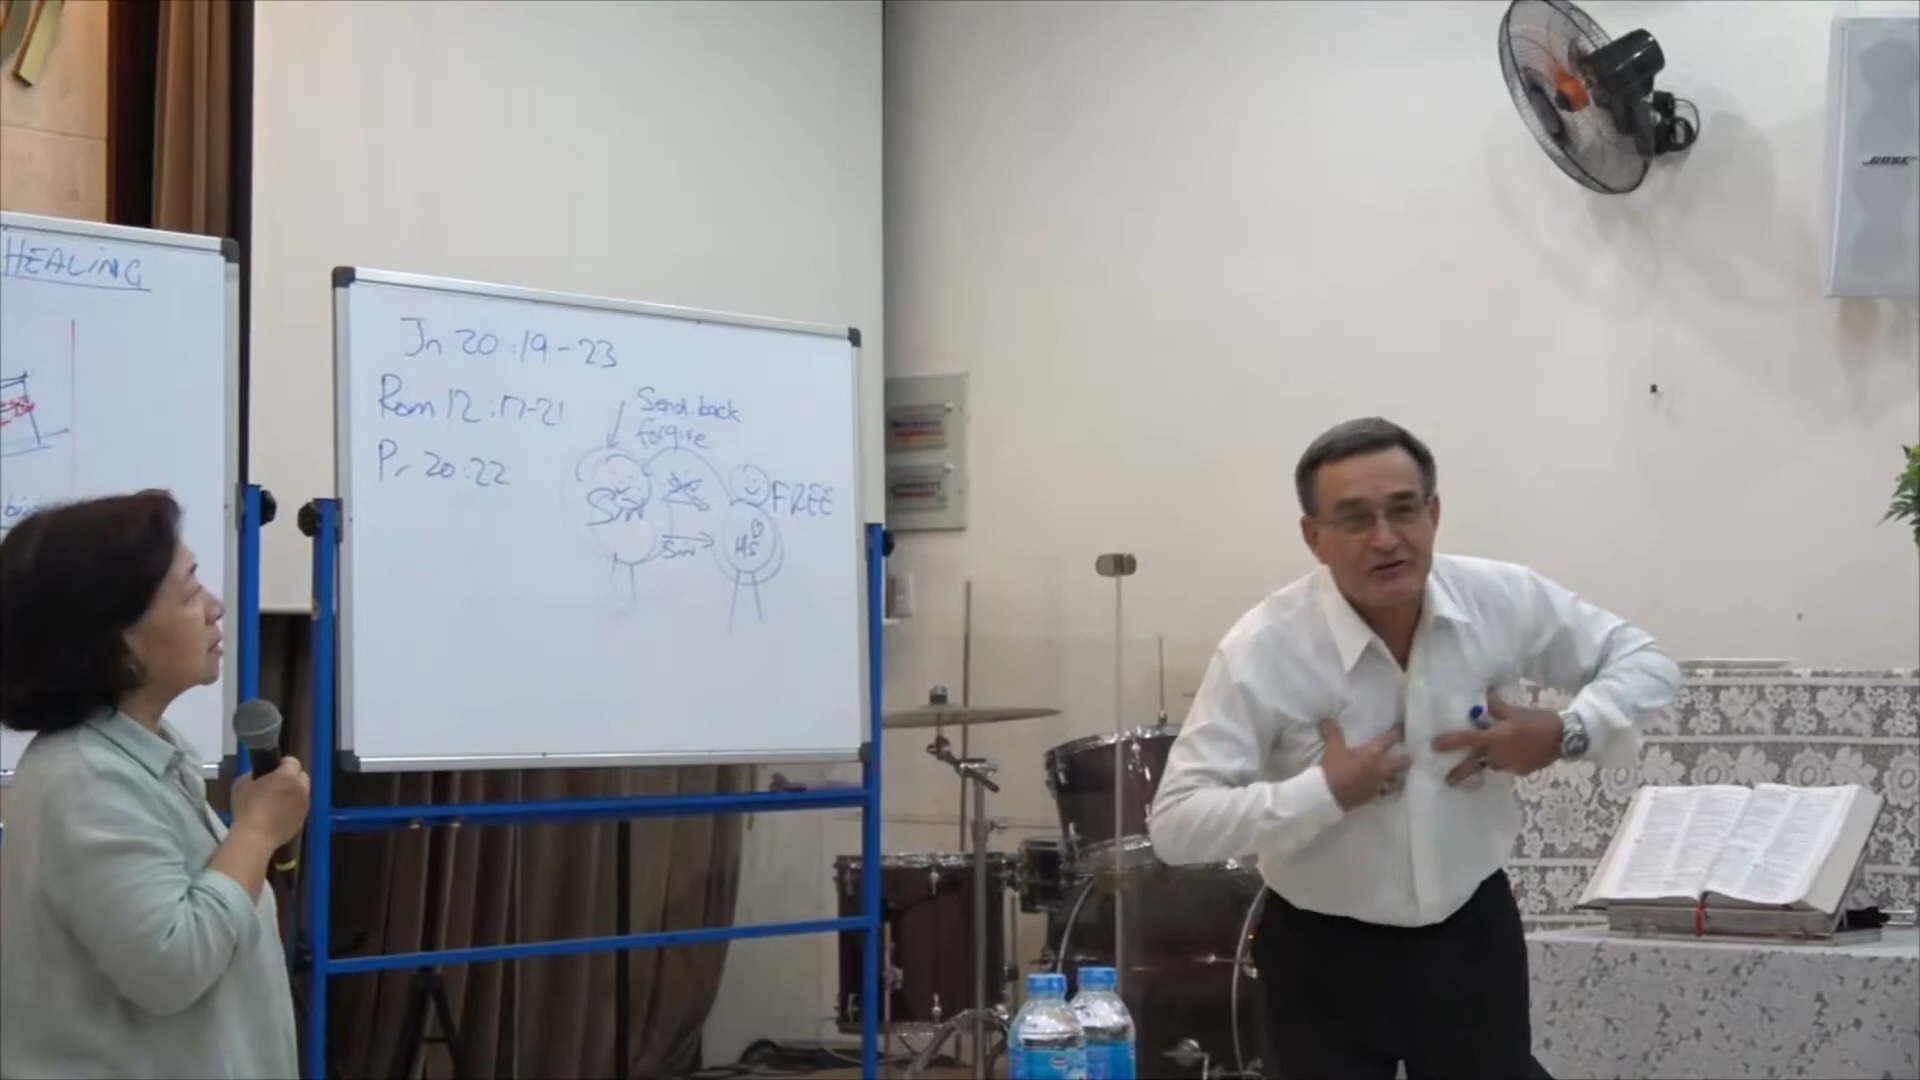 HEALING
Jn 20:19-23
Rom 12:17-21
Pr 20:22
Send back
forgive
Sin
FREE
Sin
HS
BOSE